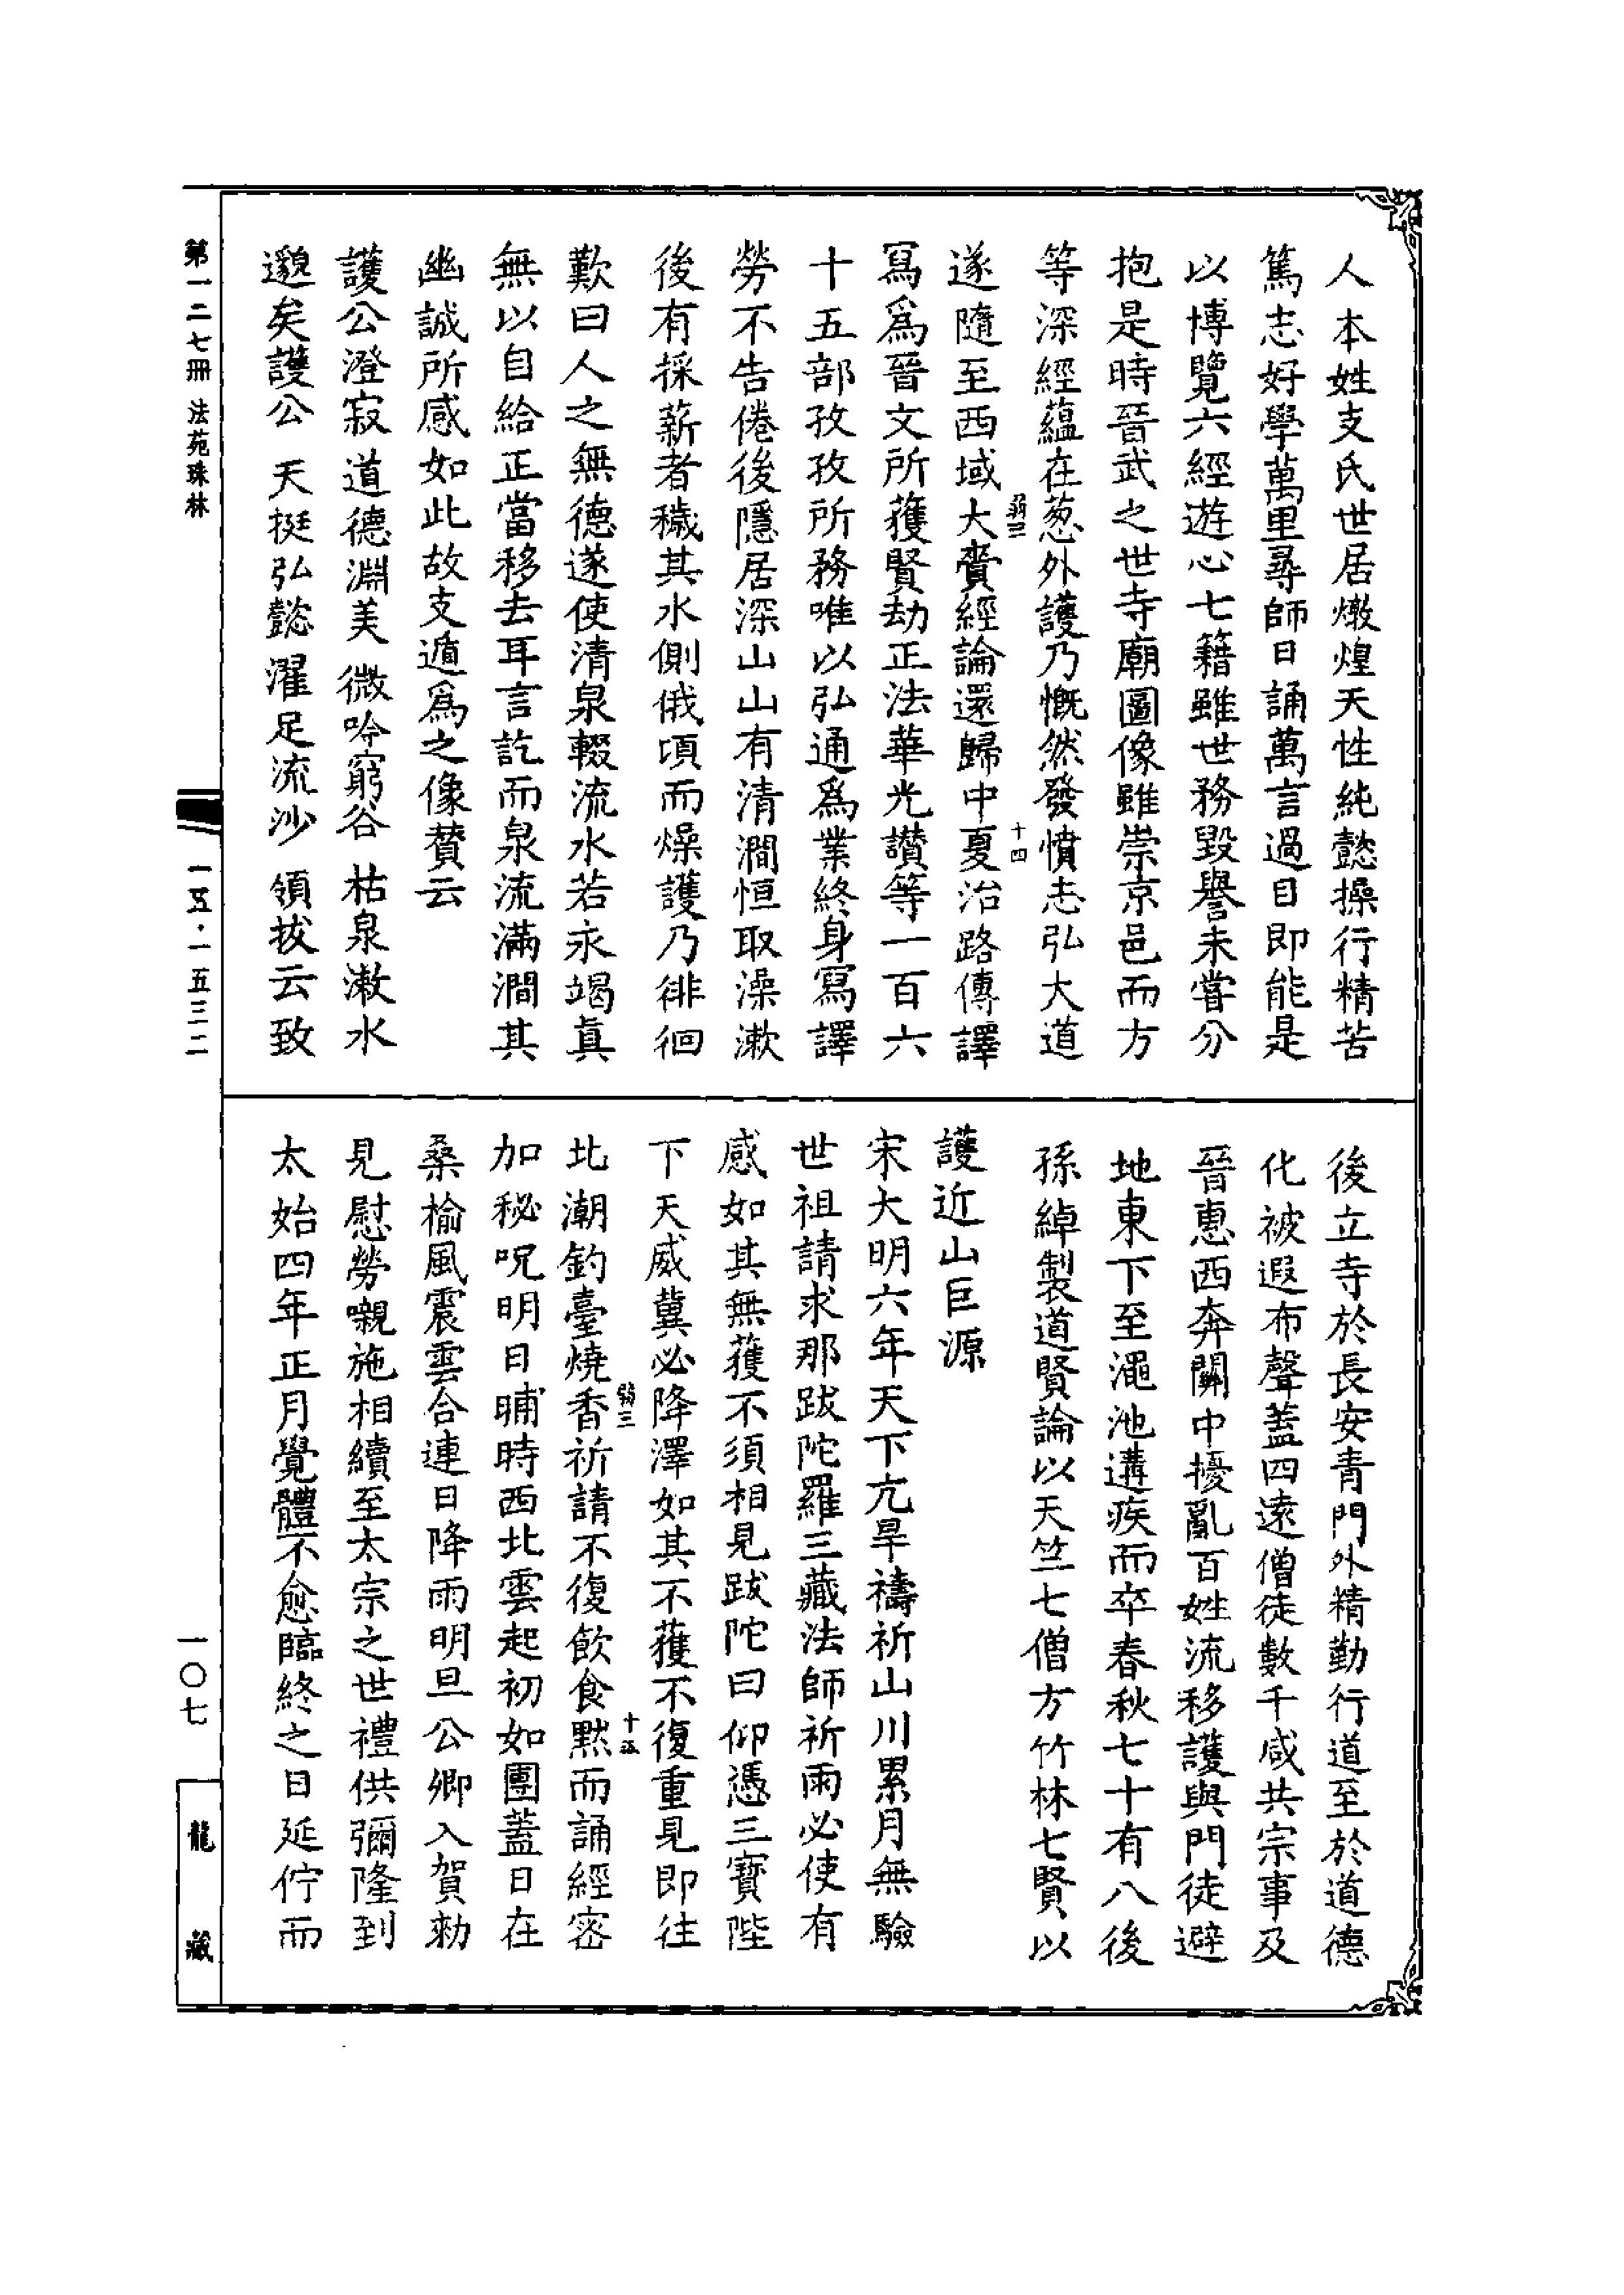 人本姓支氏世居燉煌天性純懿操行精苦
篤志好學萬里尋師日誦萬言過目即能是
以博覽六經遊心七籍雖世務毀譽未嘗分
抱是時晉武之世寺廟圖像雖崇京邑而方
等深經蘊在葱外護乃慨然發憤志弘大道
弱三
十四
遂隨至西域大齎經論還歸中夏治路傳譯
寫爲晉文所獲賢劫正法華光讚等一百六
十五部孜孜所務唯以弘通爲業終身寫譯
勞不告倦後隱居深山山有清澗恒取澡漱
後有採薪者穢其水側俄頃而燥護乃徘徊
歎曰人之無德遂使清泉輟流水若永竭真
無以自給正當移去耳言訖而泉流滿澗其
幽誠所感如此故支遁爲之像贊云
護公澄寂 道德淵美 微吟窮谷 枯泉漱水
邈矣護公 天挺弘懿 濯足流沙 領拔云致
後立寺於長安青門外精勤行道至於道德
化被遐布聲蓋四遠僧徒數千咸共宗事及
晉惠西奔關中擾亂百姓流移護與門徒避
地東下至澠池遘疾而卒春秋七十有八後
孫綽製道賢論以天竺七僧方竹林七賢以
護近山巨源
宋大明六年天下亢旱禱祈山川累月無驗
世祖請求那跋陀羅三藏法師祈雨必使有
感如其無獲不須相見跋陀曰仰憑三寶陛
下天威冀必降澤如其不獲不復重見即往
弱三
十五
北潮釣臺燒香祈請不復飲食默而誦經密
加秘呪明日晡時西北雲起初如團蓋日在
桑榆風震雲合連日降雨明旦公卿入賀勑
見慰勞嚫施相續至太宗之世禮供彌隆到
太始四年正月覺體不愈臨終之日延佇而
第一二七冊 法苑珠林
一五·一五三二
一〇七
龍藏